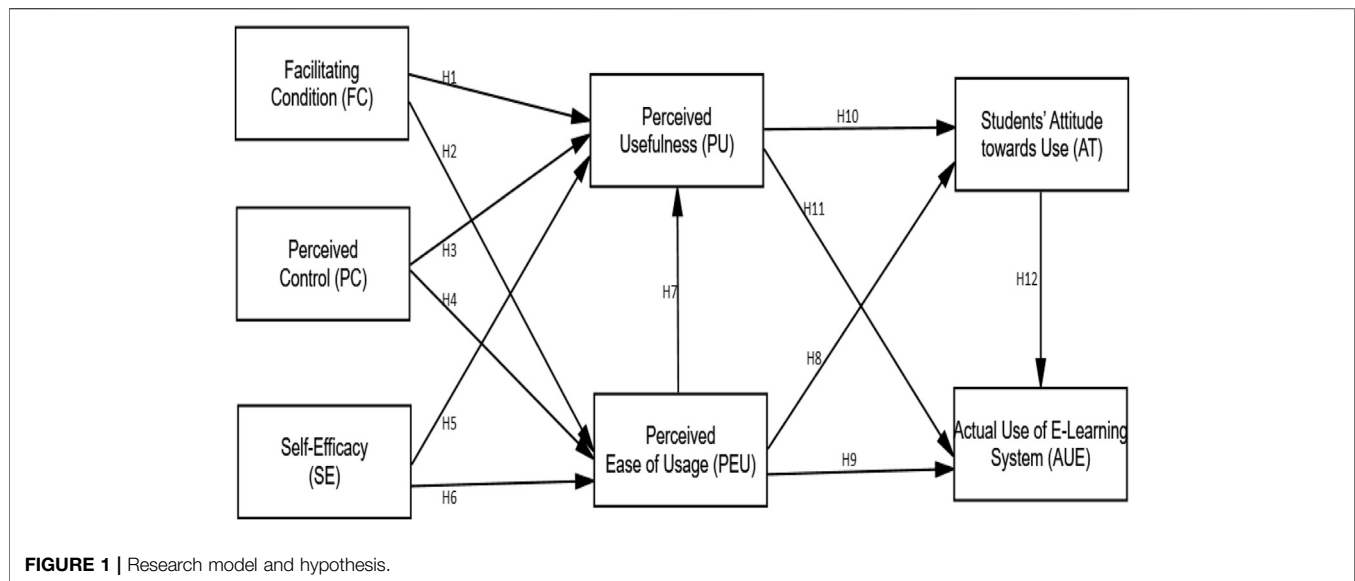 Facilitating
Condition (FC)
H1
H2
Perceived
Usefulness (PU)
H10
Students' Attitude
towards Use (AT)
H11
Perceived
Control (PC)
H3
H4
H7
H12
H8
Self-Efficacy
(SE)
H5
H6
Perceived
Ease of Usage (PEU)
H9
Actual Use of E-Learning
System (AUE)
FIGURE 1 | Research model and hypothesis.